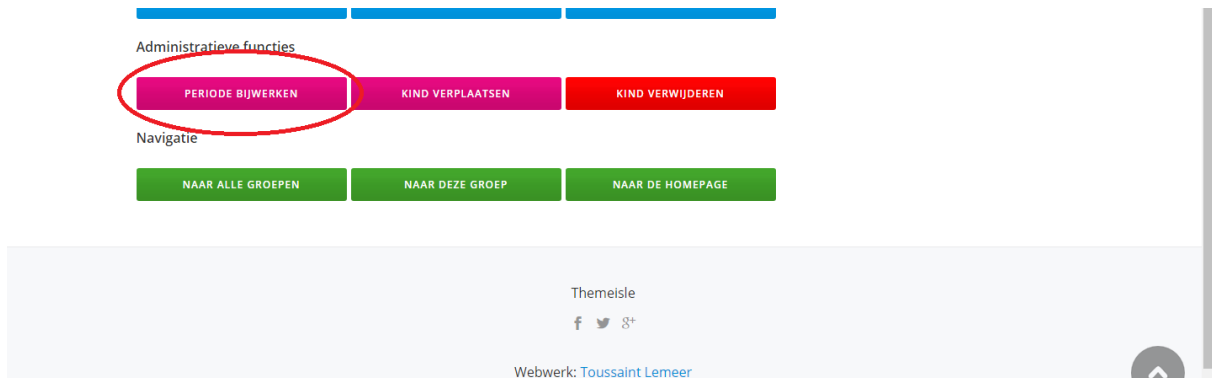 Administratieve functies
PERIODE BIJWERKEN KIND VERPLAATSEN KIND VERWIJDEREN
Navigatie
NAAR ALLE GROEPEN NAAR DEZE GROEP NAAR DE HOMEPAGE
Themeisle
Webwerk: Toussaint Lemeer